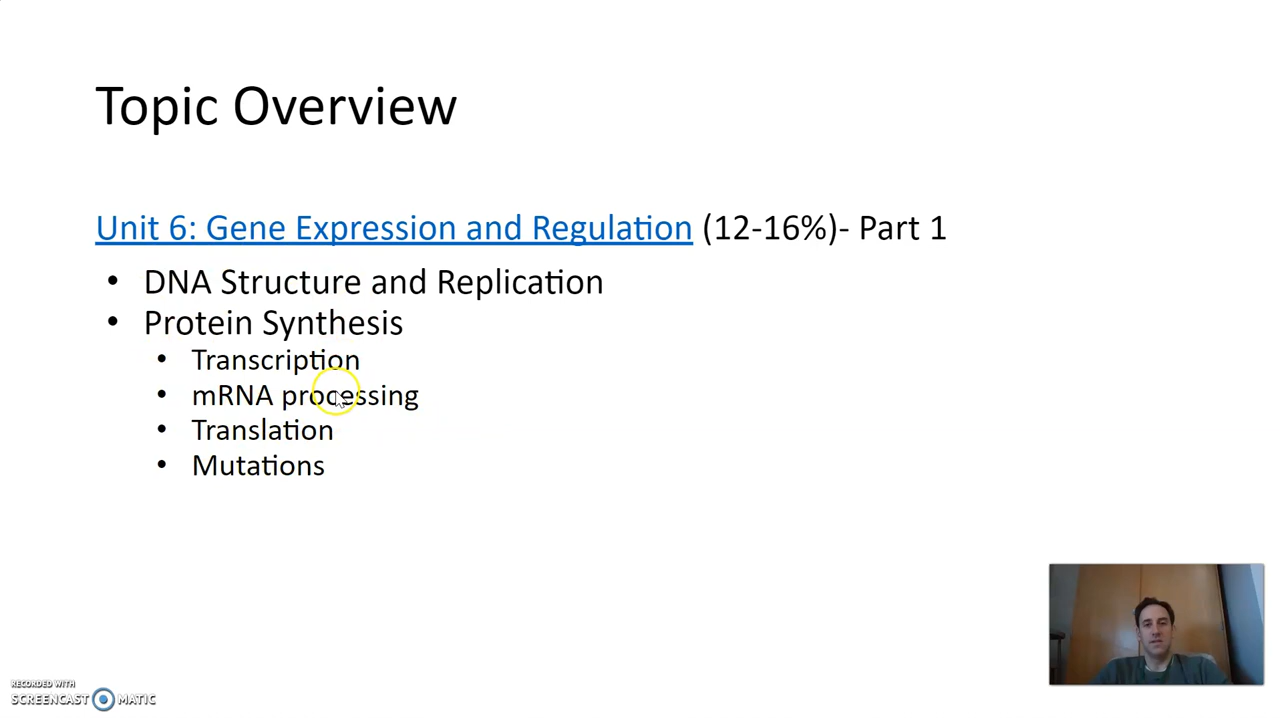 Topic Overview
Unit 6: Gene Expression and Regulation (12-16%)- Part 1
• DNA Structure and Replication
• Protein Synthesis
• Transcription
• mRNA processing
• Translation
• Mutations
RECORDED WITH
SCREENCAST MATIC